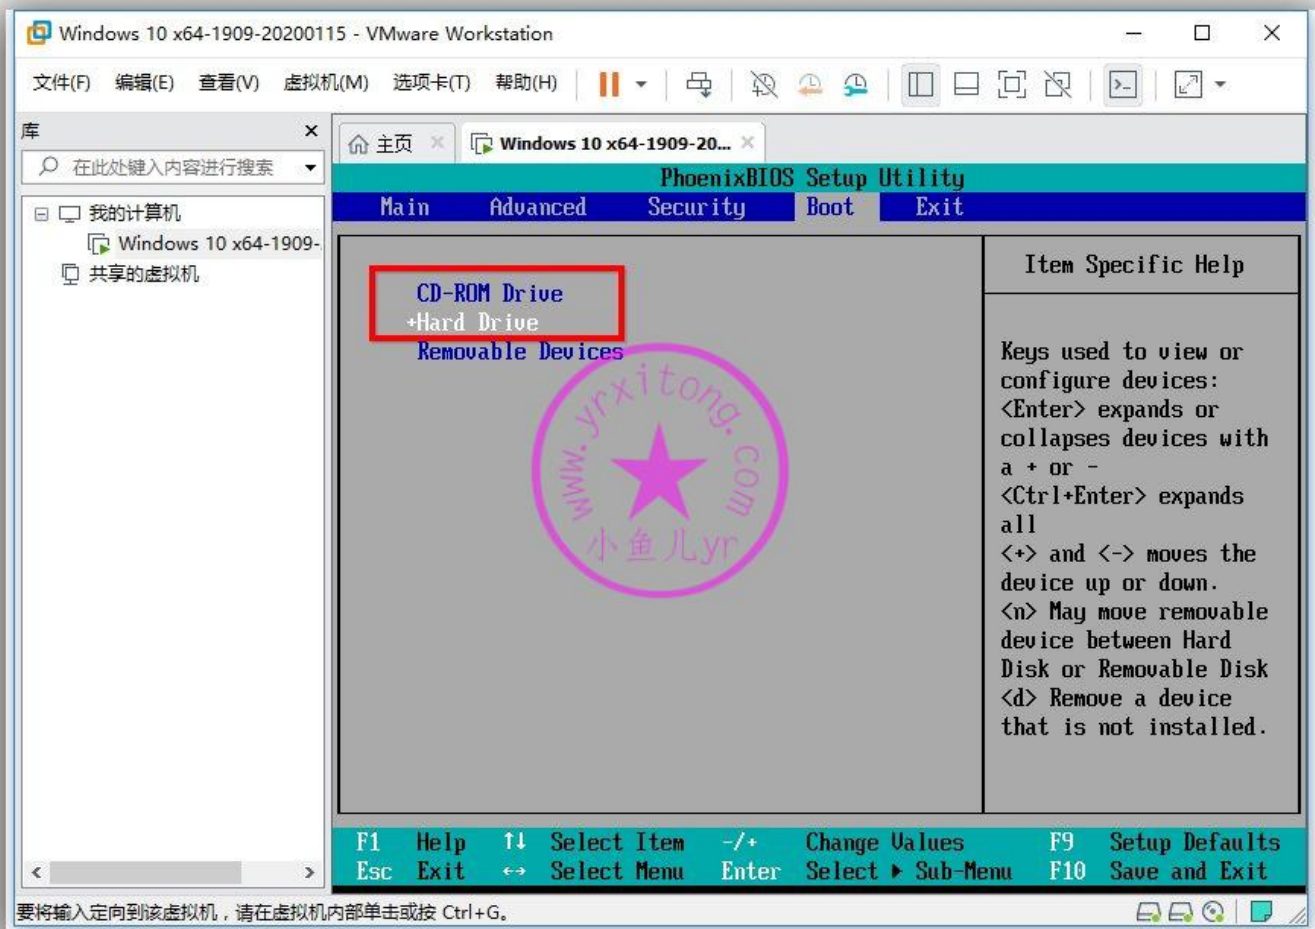 Windows 10 x64-1909-20200115 - VMware Workstation
文件(F) 编辑(E) 查看(V) 虚拟机(M) 选项卡(T) 帮助(H)
库
主页
Windows 10 x64-1909-20...
在此处键入内容进行搜索
我的计算机
Windows 10 x64-1909-
共享的虚拟机
PhoenixBIOS Setup Utility
Main Advanced Security Boot Exit
CD-ROM Drive
+Hard Drive
Removable Devices
www.yrxitong.com
小鱼儿yr
Item Specific Help
Keys used to view or
configure devices:
<Enter> expands or
collapses devices with
a + or -
<Ctrl+Enter> expands
all
<+> and <-> moves the
device up or down.
<n> May move removable
device between Hard
Disk or Removable Disk
<d> Remove a device
that is not installed.
F1 Help ↑↓ Select Item -/+ Change Values F9 Setup Defaults
Esc Exit ↔ Select Menu Enter Select ▶ Sub-Menu F10 Save and Exit
要将输入定向到该虚拟机，请在虚拟机内部单击或按 Ctrl+G。